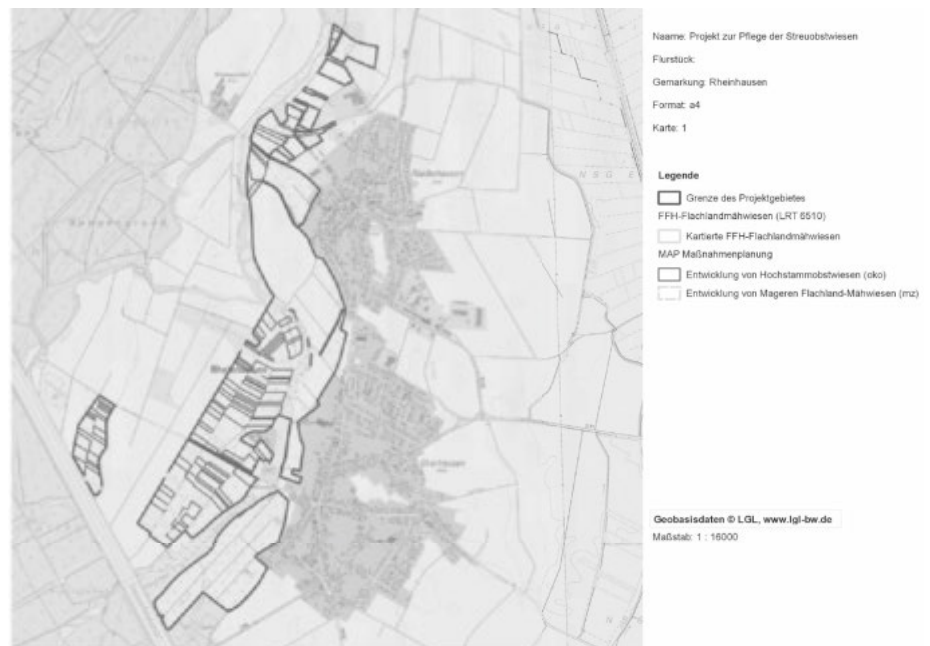 Naame: Projekt zur Pflege der Streuobstwiesen
Flurstück:
Gemarkung: Rheinhausen
Format: a4
Karte: 1
Legende
Grenze des Projektgebietes
FFH-Flachlandmähwiesen (LRT 6510)
Kartierte FFH-Flachlandmähwiesen
MAP Maßnahmenplanung
Entwicklung von Hochstammobstwiesen (oko)
Entwicklung von Mageren Flachland-Mähwiesen (mz)
Geobasisdaten © LGL, www.lgl-bw.de
Maßstab: 1 : 16000